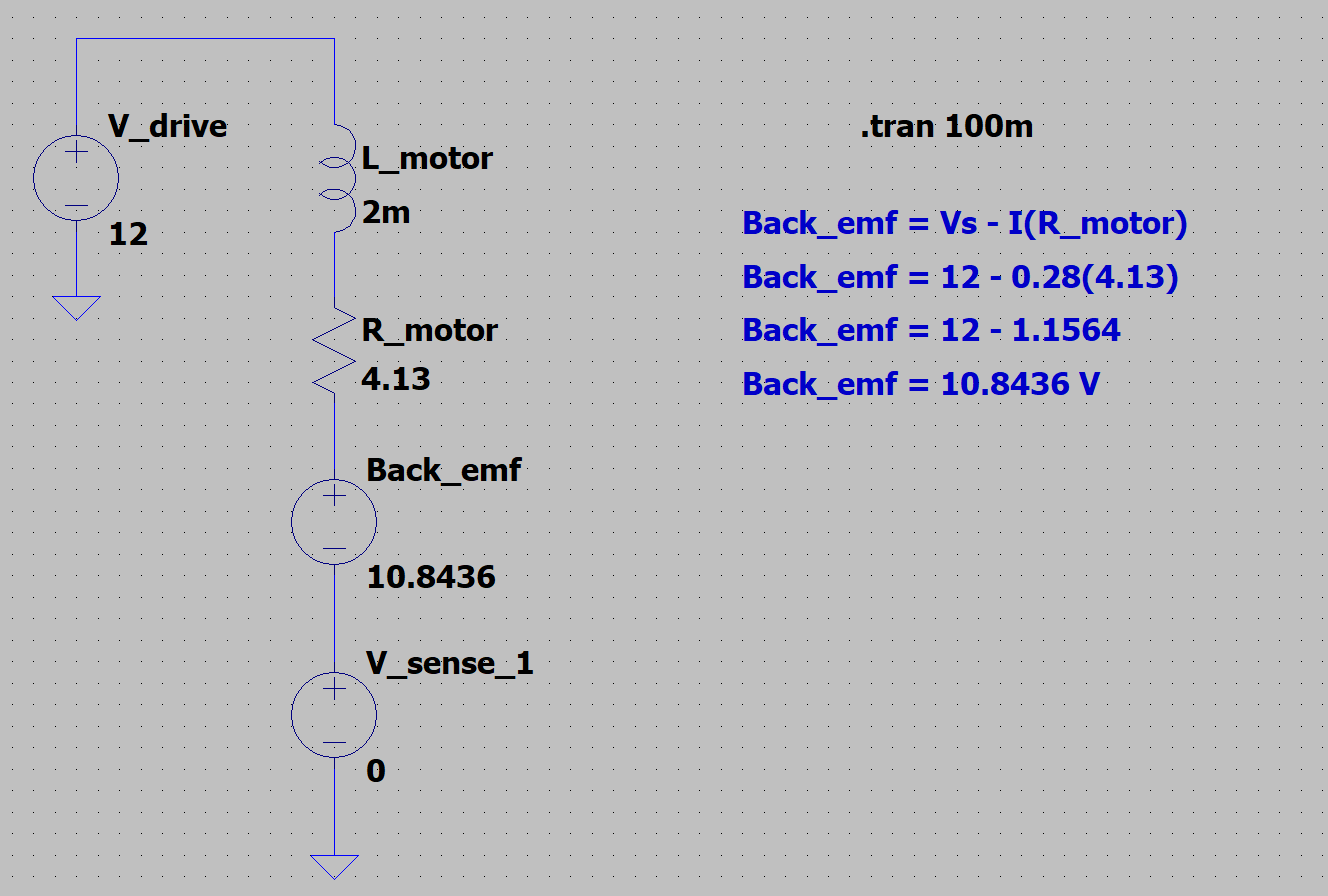 V_drive
12
L_motor
2m
R_motor
4.13
Back_emf
10.8436
V_sense_1
0
.tran 100m
Back_emf = Vs - I(R_motor)
Back_emf = 12 - 0.28(4.13)
Back_emf = 12 - 1.1564
Back_emf = 10.8436 V